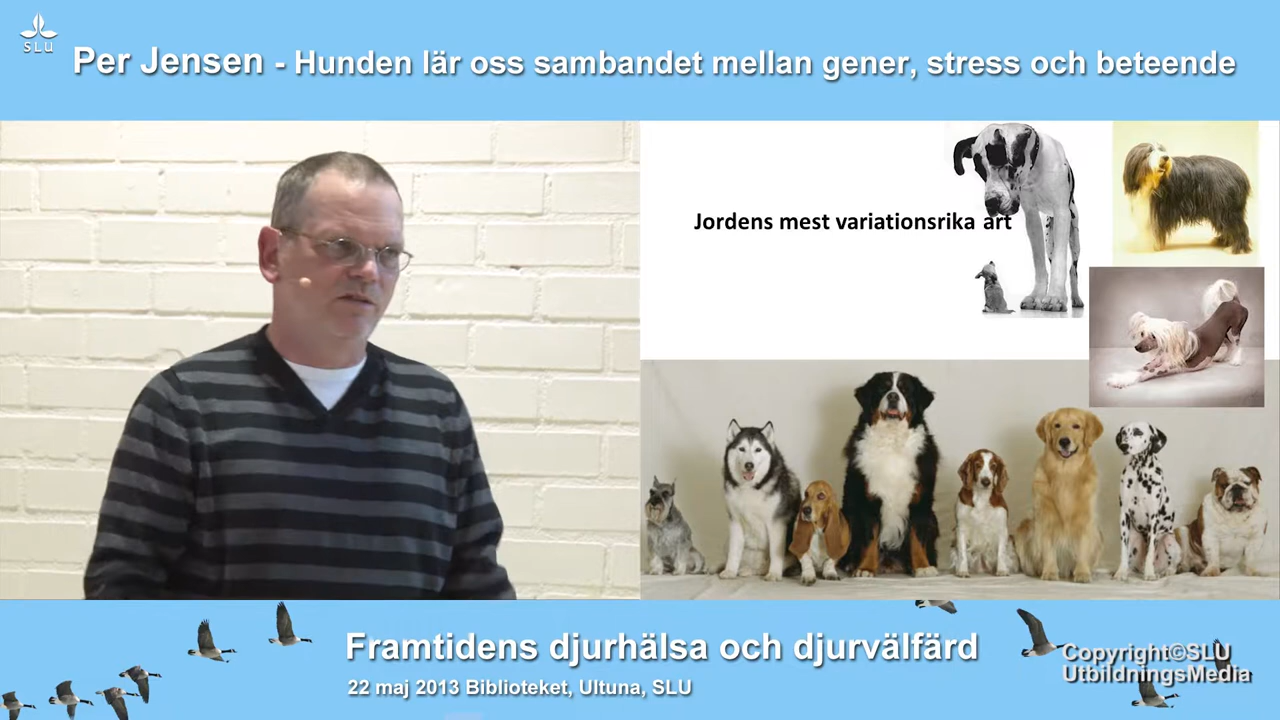 SLU
Per Jensen - Hunden lär oss sambandet mellan gener, stress och beteende
Jordens mest variationsrika art
Framtidens djurhälsa och djurvälfärd
22 maj 2013 Biblioteket, Ultuna, SLU
Copyright©SLU
UtbildningsMedia